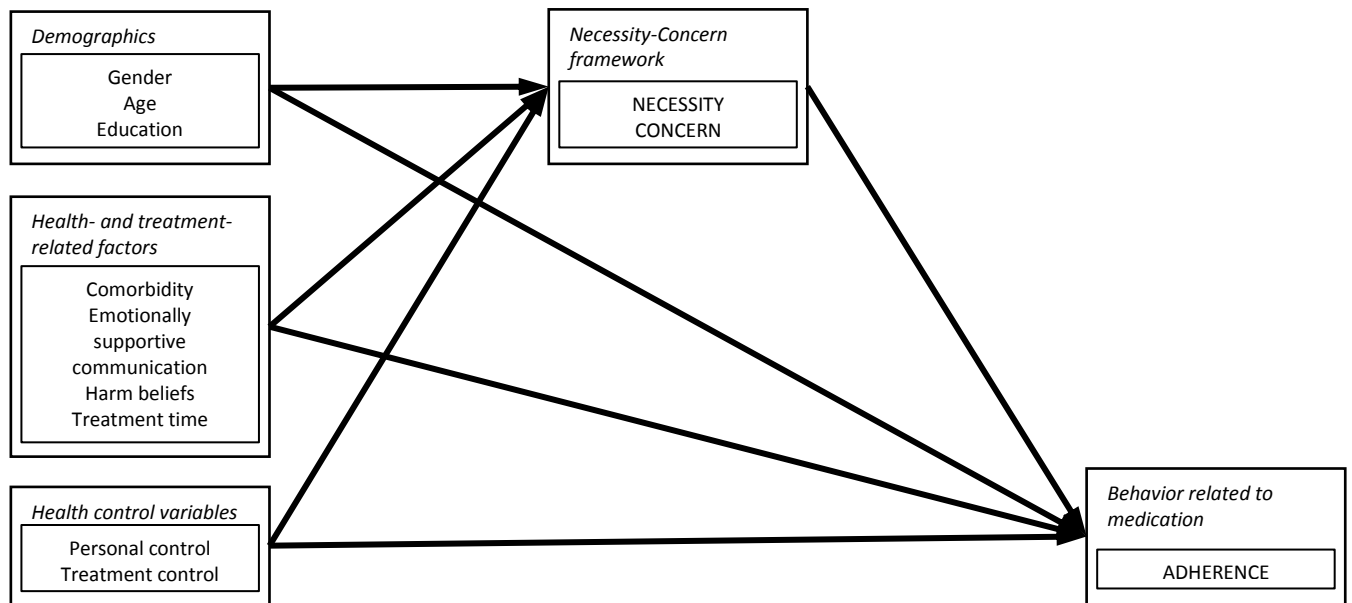 Demographics
Gender
Age
Education
Necessity-Concern
framework
NECESSITY
CONCERN
Health- and treatment-
related factors
Comorbidity
Emotionally
supportive
communication
Harm beliefs
Treatment time
Health control variables
Personal control
Treatment control
Behavior related to
medication
ADHERENCE